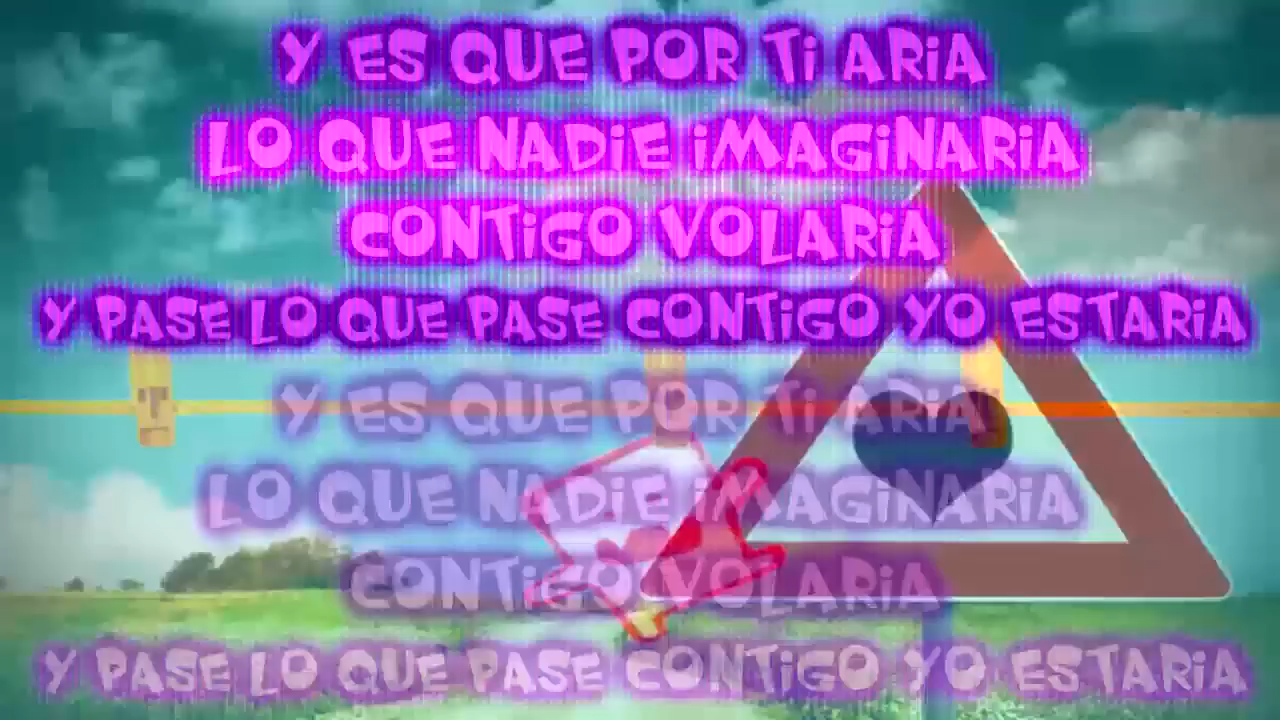 Y ES QUE POR Ti ARiA
LO QUE NADiE iMAGiNARiA
CONTiGO VOLARiA
Y PASE LO QUE PASE CONTiGO YO ESTARiA
Y ES QUE POR Ti ARiA
LO QUE NADiE iMAGiNARiA
CONTiGO VOLARiA
Y PASE LO QUE PASE CONTiGO YO ESTARiA